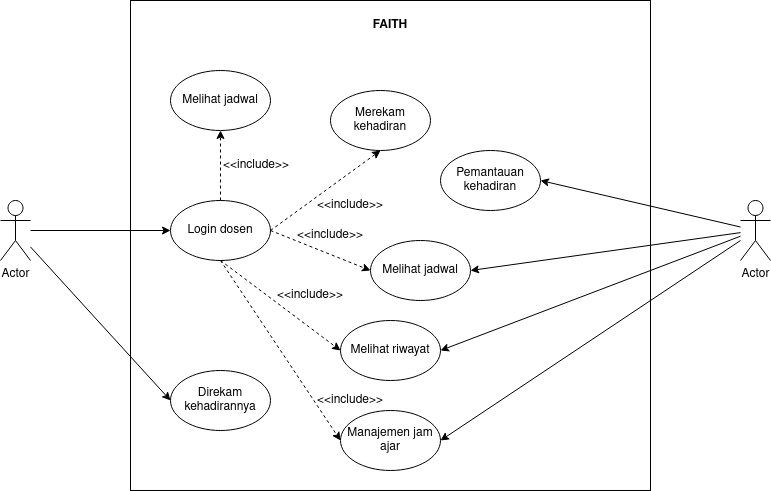 FAITH
Melihat jadwal
Merekam
kehadiran
<<include>>
Pemantauan
kehadiran
<<include>>
Login dosen
<<include>>
Actor
Melihat jadwal
Actor
<<include>>
Melihat riwayat
Direkam
kehadirannya
<<include>>
Manajemen jam
ajar